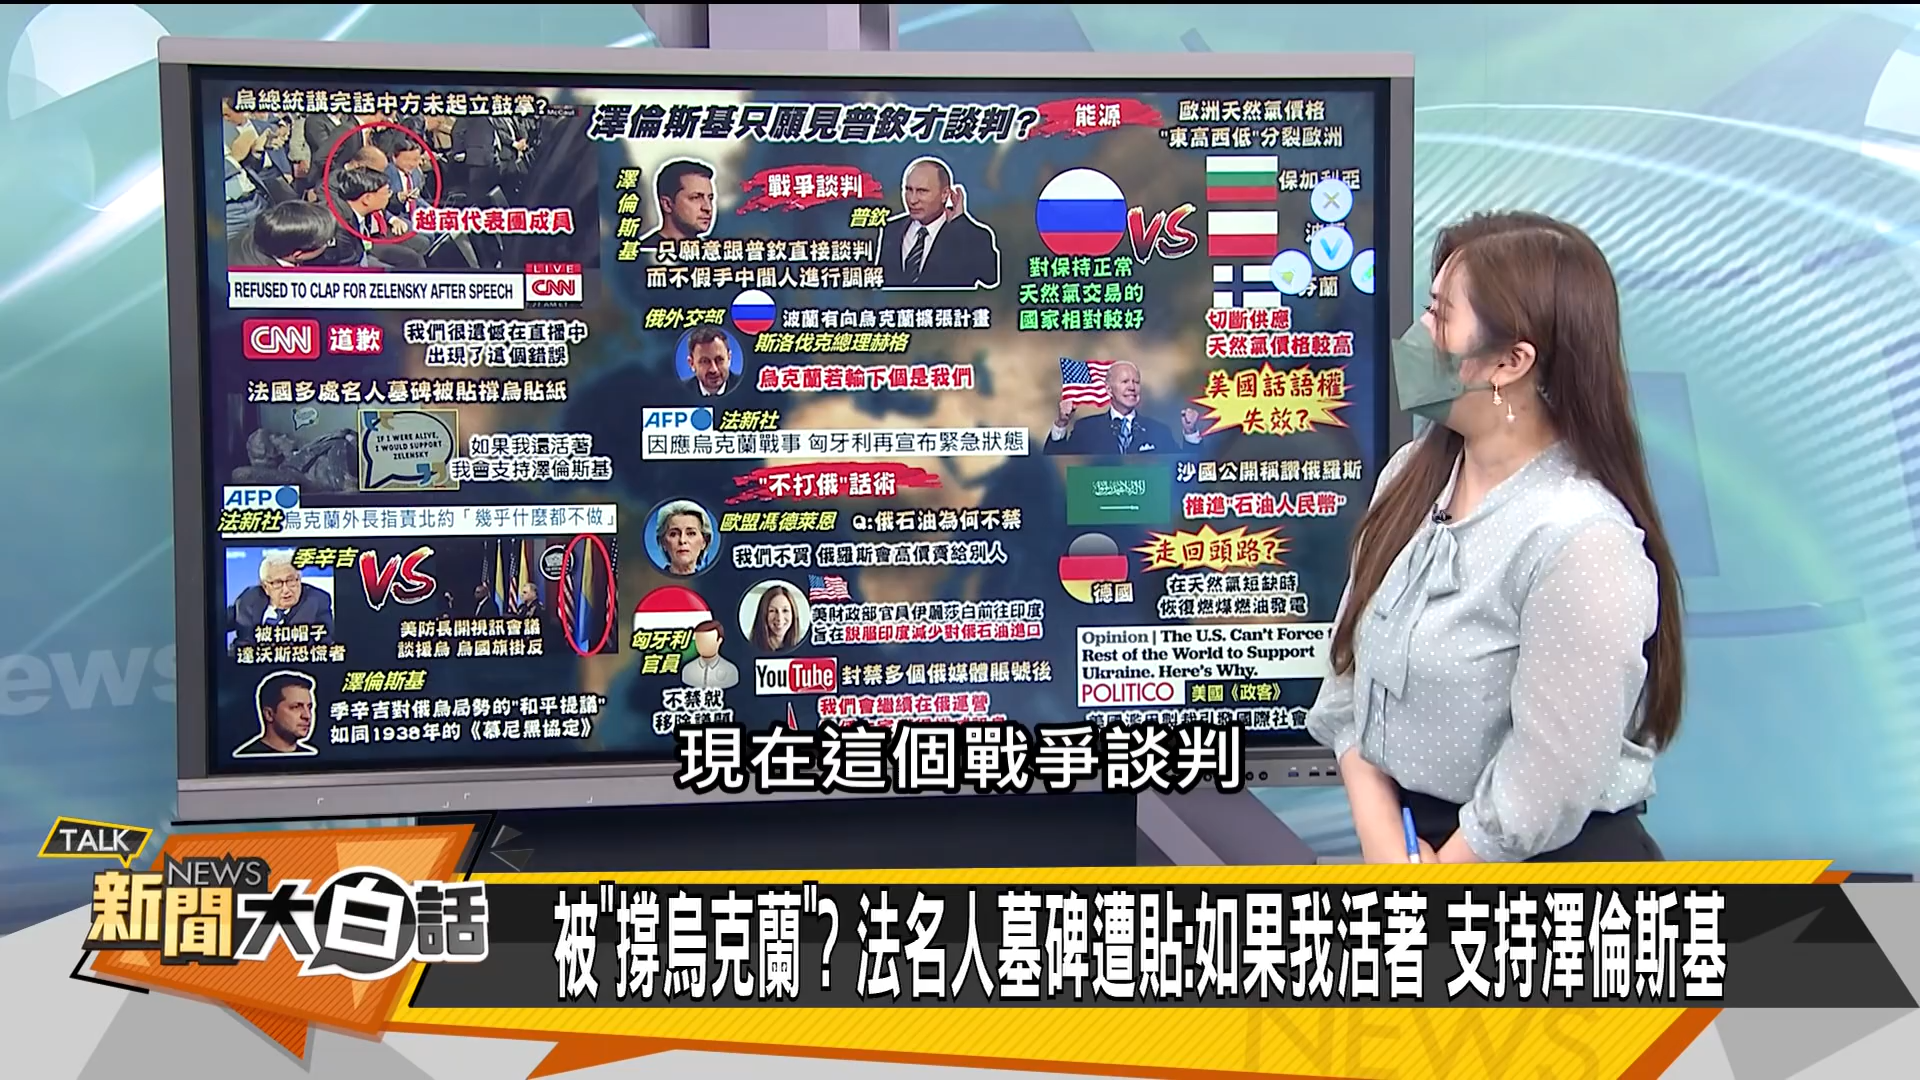 烏總統講完話中方未起立鼓掌?
越南代表團成員
REFUSED TO CLAP FOR ZELENSKY AFTER SPEECH
LIVE
CNN
CNN 道歉
我們很遺憾在直播中
出現了這個錯誤
法國多處名人墓碑被貼撐烏貼紙
IF I WERE ALIVE,
I WOULD SUPPORT
ZELENSKY
如果我還活著
我會支持澤倫斯基
AFP
法新社 烏克蘭外長指責北約「幾乎什麼都不做」
季辛吉
VS
被扣帽子
達沃斯恐慌者
美防長開視訊會議
談援烏 烏國旗掛反
澤倫斯基
季辛吉對俄烏局勢的"和平提議"
如同1938年的《慕尼黑協定》
澤倫斯基只願見普欽才談判?
澤倫斯基
戰爭談判
普欽
只願意跟普欽直接談判
而不假手中間人進行調解
俄外交部
波蘭有向烏克蘭擴張計畫
斯洛伐克總理赫格
烏克蘭若輸下個是我們
AFP 法新社
因應烏克蘭戰事 匈牙利再宣布緊急狀態
"不打俄"話術
歐盟馮德萊恩 Q:俄石油為何不禁
我們不買 俄羅斯會高價賣給別人
美財政部官員伊麗莎白前往印度
旨在說服印度減少對俄石油進口
匈牙利
官員
不禁就
移除議題
YouTube 封禁多個俄媒體賬號後
我們會繼續在俄運營
能源
歐洲天然氣價格
"東高西低"分裂歐洲
保加利亞
VS
芬蘭
對保持正常
天然氣交易的
國家相對較好
切斷供應
天然氣價格較高
美國話語權
失效?
沙國公開稱讚俄羅斯
推進"石油人民幣"
德國
走回頭路?
在天然氣短缺時
恢復燃煤燃油發電
Opinion | The U.S. Can't Force
Rest of the World to Support
Ukraine. Here's Why.
POLITICO 美國《政客》
現在這個戰爭談判
TALK
NEWS
新聞大白話
被"撐烏克蘭"? 法名人墓碑遭貼:如果我活著 支持澤倫斯基
ews
NEWS